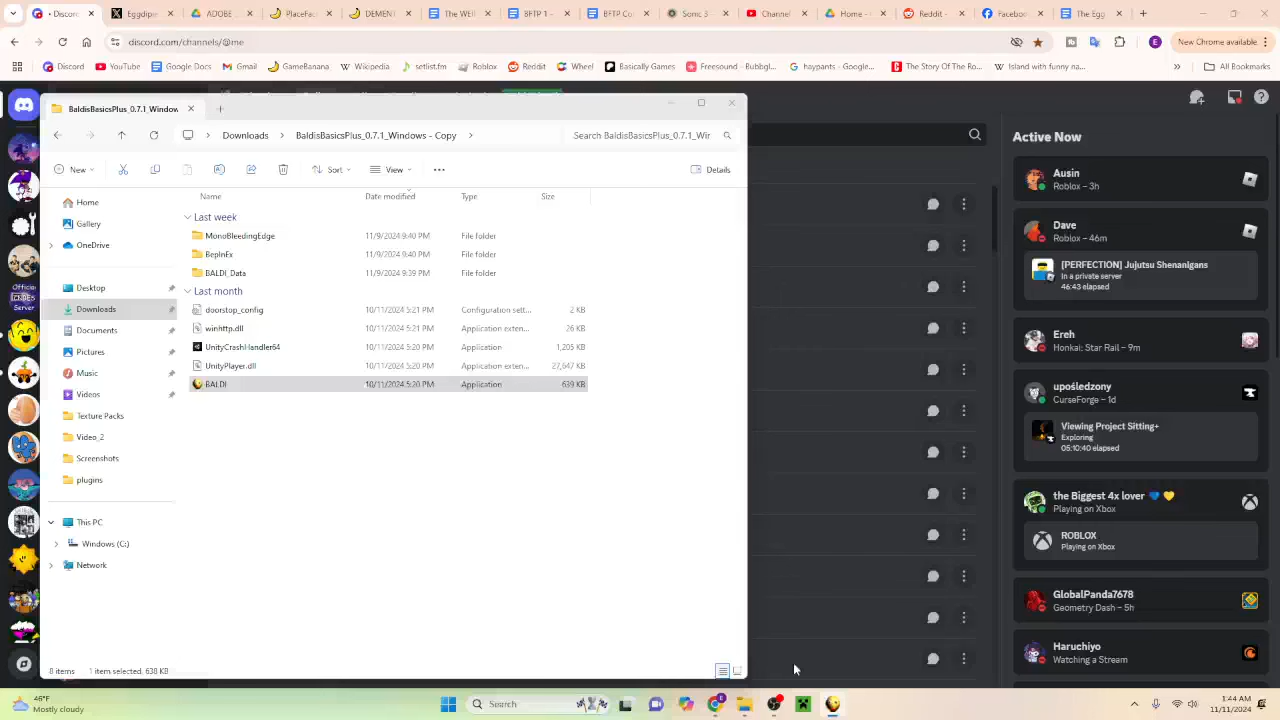 Discord
Eggdip
ADOBE
PlaceFac
DEMENT
The WEI
BFTP 1 -
BFTP Co
Sonic 3
Channel
Home -
Reddit
Facebook
The Egg
discord.com/channels/@me
E
New Chrome available
Discord
YouTube
Google Docs
Gmail
GameBanana
Wikipedia
setlist.fm
Roblox
Reddit
Wheel
Basically Games
Freesound - Rubbgl...
haypants - Google...
The Story Of The Ro...
Island with funny na...
All Bookmarks
BaldisBasicsPlus_0.7.1_Window
Downloads
BaldisBasicsPlus_0.7.1_Windows - Copy
Search BaldisBasicsPlus_0.7.1_Wir
New
Sort
View
Details
Name
Date modified
Type
Size
Home
Gallery
OneDrive
Desktop
Downloads
Documents
Pictures
Music
Videos
Texture Packs
Video_2
Screenshots
plugins
This PC
Windows (C:)
Network
Last week
MonoBleedingEdge 11/9/2024 9:40 PM File folder
BepInEx 11/9/2024 9:40 PM File folder
BALDI_Data 11/9/2024 9:39 PM File folder
Last month
doorstop_config 10/11/2024 5:21 PM Configuration sett... 2 KB
winhttp.dll 10/11/2024 5:21 PM Application exten... 26 KB
UnityCrashHandler64 10/11/2024 5:20 PM Application 1,205 KB
UnityPlayer.dll 10/11/2024 5:20 PM Application exten... 27,647 KB
BALDI 10/11/2024 5:20 PM Application 639 KB
8 items
1 item selected, 638 KB
Official
Server
Active Now
Ausin
Roblox – 3h
Dave
Roblox – 46m
[PERFECTION] Jujutsu Shenanigans
In a private server
46:43 elapsed
Ereh
Honkai: Star Rail – 9m
upośledzony
CurseForge – 1d
Viewing Project Sitting+
Exploring
05:10:40 elapsed
the Biggest 4x lover 💙 💛
Playing on Xbox
ROBLOX
Playing on Xbox
GlobalPanda7678
Geometry Dash – 5h
Haruchiyo
Watching a Stream
46°F
Mostly cloudy
Search
1:44 AM
11/11/2024